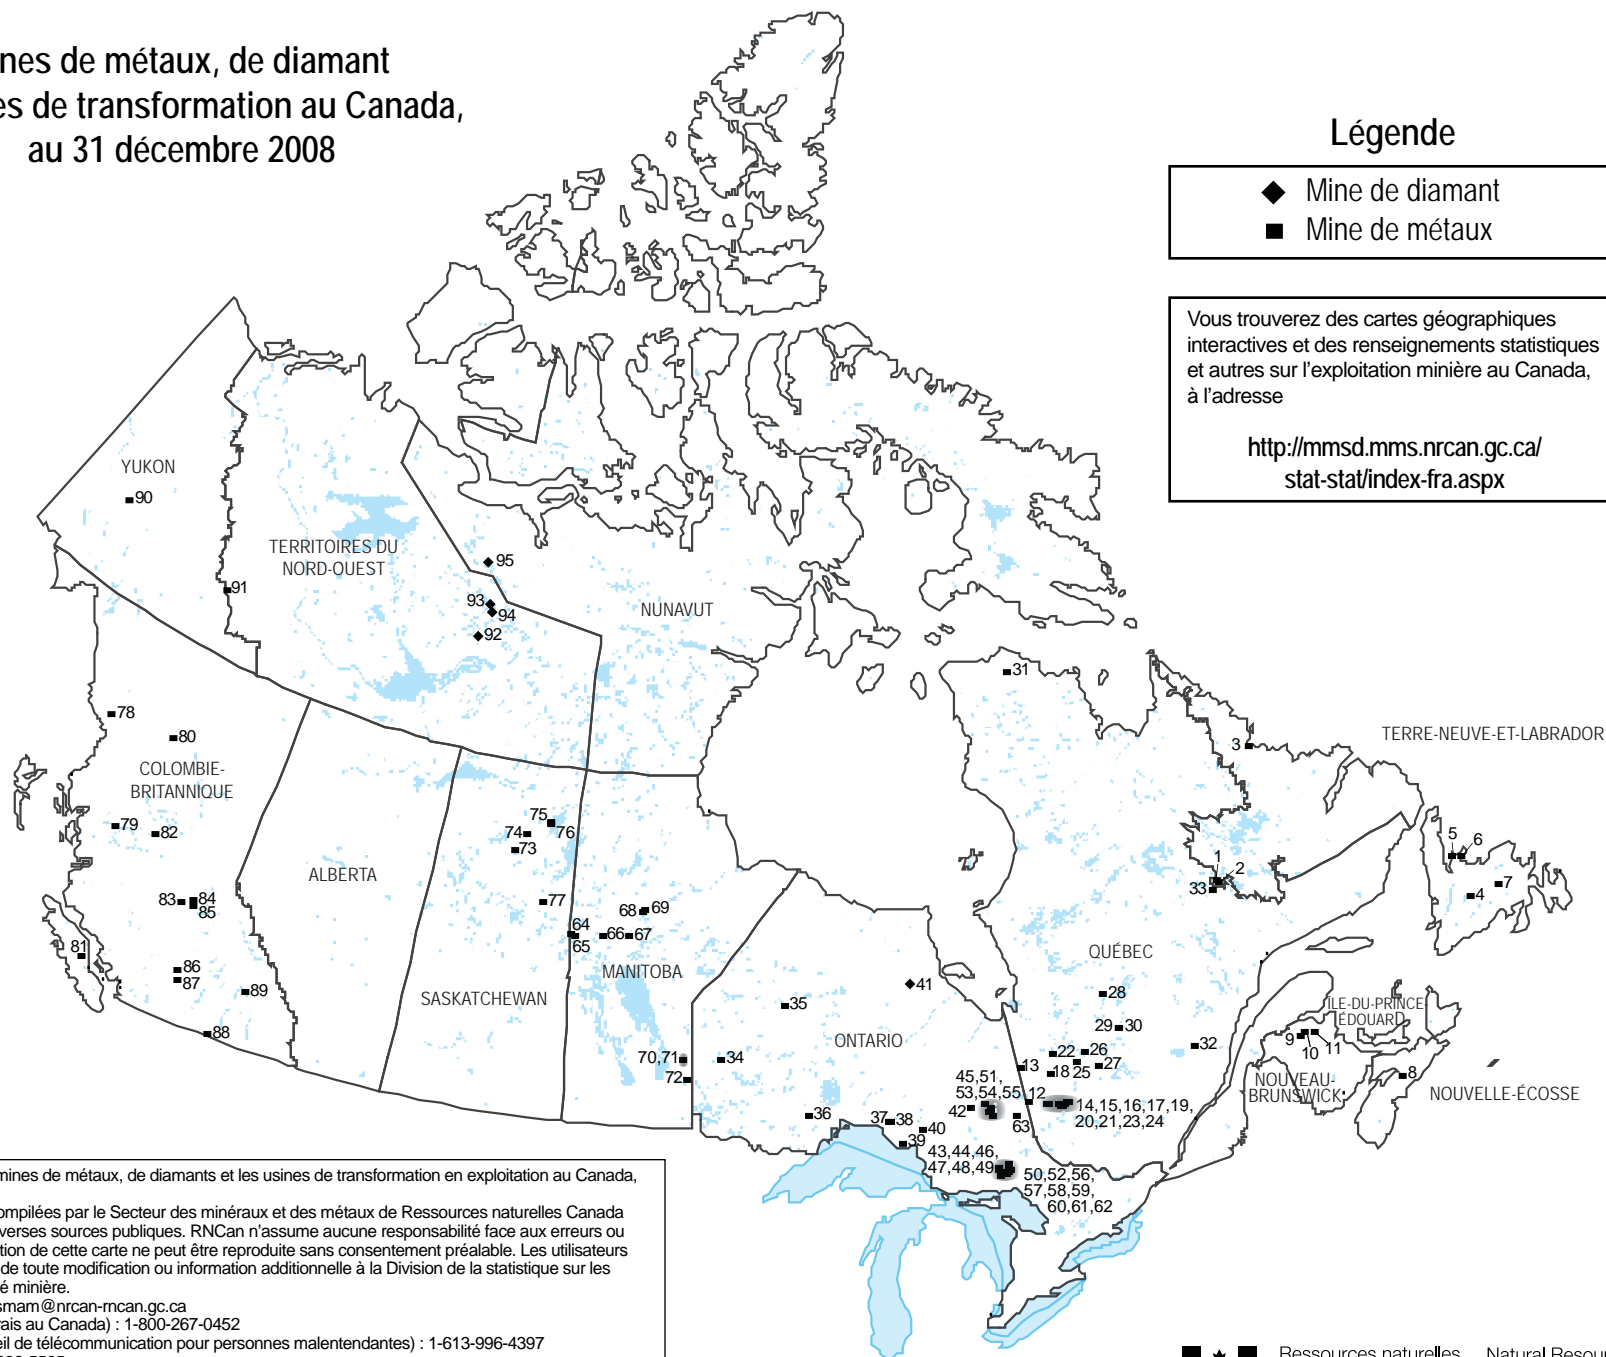 nes de métaux, de diamant
es de transformation au Canada,
au 31 décembre 2008
Légende
Mine de diamant
Mine de métaux
Vous trouverez des cartes géographiques
interactives et des renseignements statistiques
et autres sur l'exploitation minière au Canada,
à l'adresse
http://mmsd.mms.nrcan.gc.ca/
stat-stat/index-fra.aspx
YUKON
90
TERRITOIRES DU
NORD-OUEST
95
91
93
94
92
NUNAVUT
31
78
80
3
TERRE-NEUVE-ET-LABRADOR
COLOMBIE-
BRITANNIQUE
79
82
75
74
76
73
ALBERTA
5
6
1
2
33
7
4
83
84
85
77
68
69
64
65
66
67
81
86
87
89
88
MANITOBA
SASKATCHEWAN
QUÉBEC
41
28
35
ÎLE-DU-PRINCE
ÉDOUARD
ONTARIO
29
30
9
10
11
32
70,71
34
72
13
22
26
18
25
27
8
NOUVEAU-
BRUNSWICK
NOUVELLE-ÉCOSSE
45,51,
53,54,55
12
42
14,15,16,17,19,
20,21,23,24
36
37
38
40
63
39
43,44,46,
47,48,49
50,52,56,
57,58,59,
60,61,62
mines de métaux, de diamants et les usines de transformation en exploitation au Canada,
ompilées par le Secteur des minéraux et des métaux de Ressources naturelles Canada
verses sources publiques. RNCan n'assume aucune responsabilité face aux erreurs ou
tion de cette carte ne peut être reproduite sans consentement préalable. Les utilisateurs
de toute modification ou information additionnelle à la Division de la statistique sur les
é minière.
smam@nrcan-rncan.gc.ca
rais au Canada) : 1-800-267-0452
eil de télécommunication pour personnes malentendantes) : 1-613-996-4397
Ressources naturelles
Natural Resour